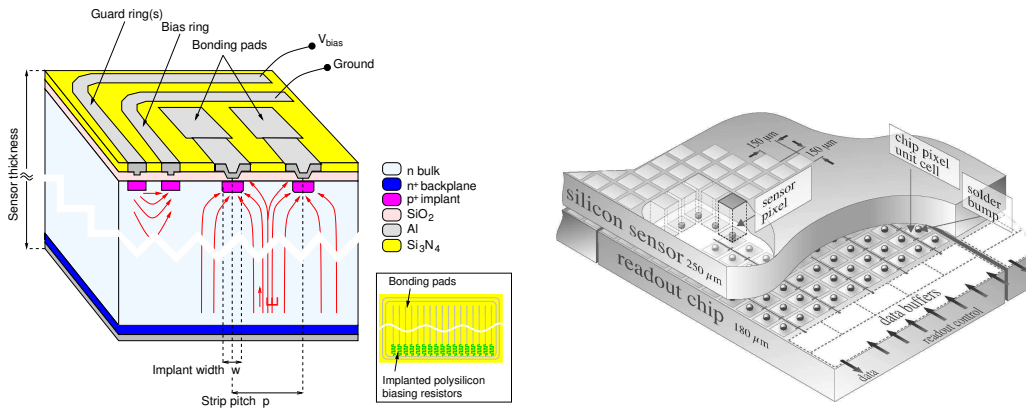 Guard ring(s)
Bias ring
Bonding pads
Vbias
Ground
Sensor thickness
n bulk
n+ backplane
p+ implant
SiO2
Al
Si3N4
E
Implant width w
Strip pitch p
Bonding pads
Implanted polysilicon
biasing resistors
150 μm
150 μm
chip pixel
unit cell
solder
bump
sensor
pixel
silicon sensor 250 μm
readout chip 180 μm
data buffers
readout control
data